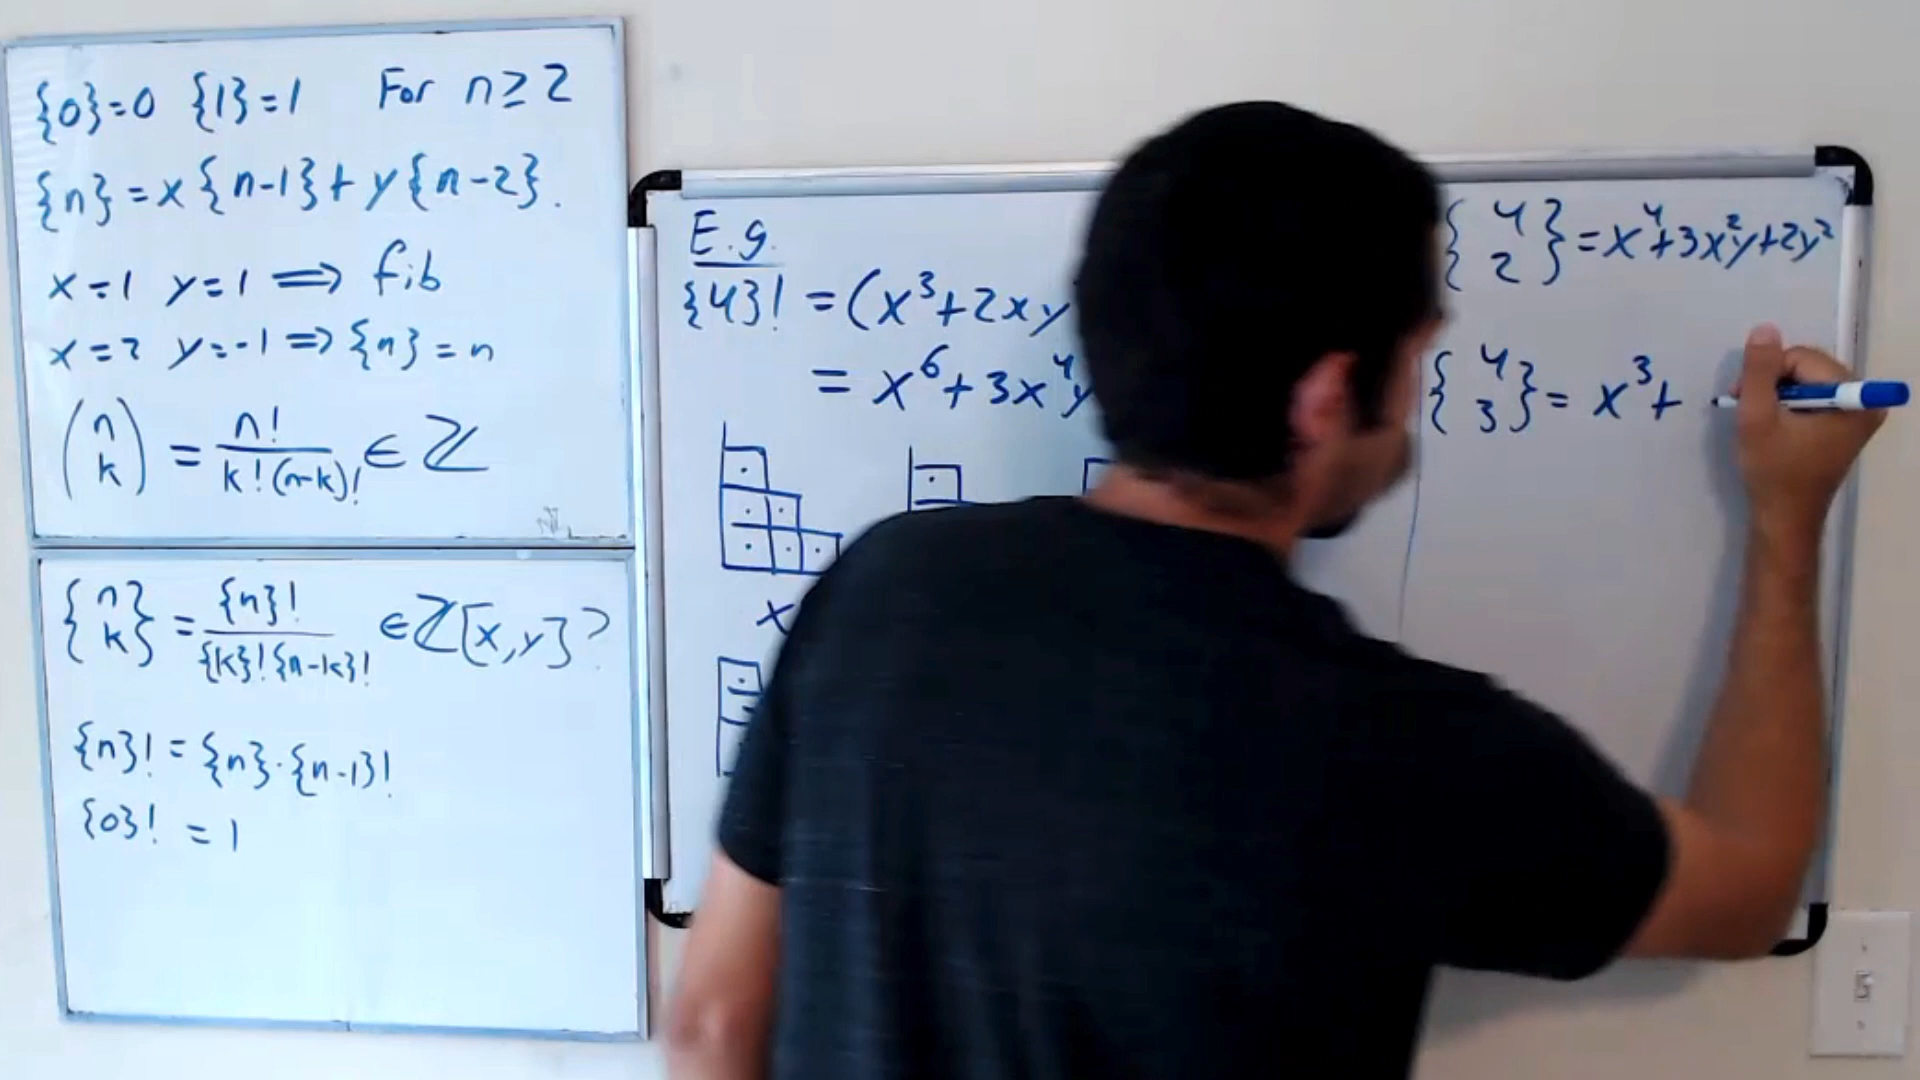 {0}=0 {1}=1 For n≥2
{n}=x{n-1}+y{n-2}.
x=1 y=1 ⟹ fib
x=2 y=-1 ⟹ {n}=n
(n k) = n!/k!(n-k)! ∈ ℤ
{n k} = {n}!/{k}!{n-k}! ∈ ℤ[x,y]?
{n}! = {n}·{n-1}!
{0}! = 1
E.g.
{4}! = (x³+2xy
= x⁶+3x⁴y
x
{4 2} = x⁴+3x²y+2y²
{4 3} = x³+